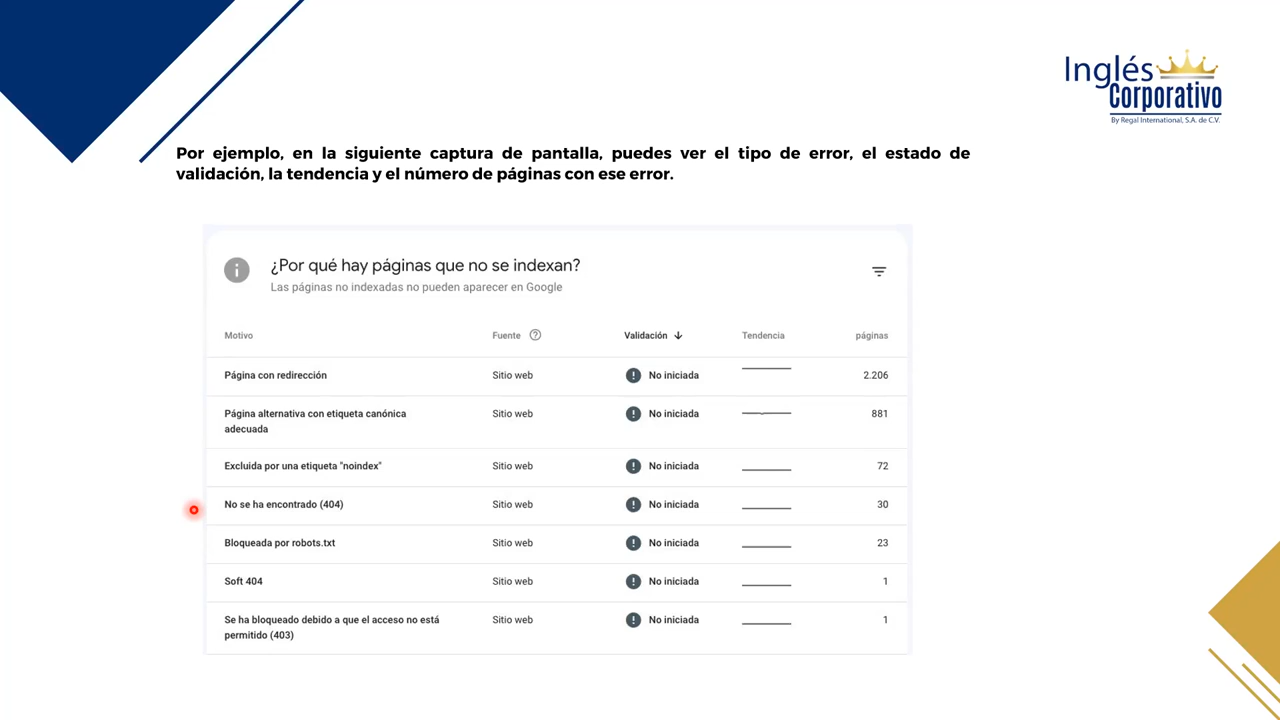 Inglés
Corporativo
By Regal International, S.A. de C.V.
Por ejemplo, en la siguiente captura de pantalla, puedes ver el tipo de error, el estado de
validación, la tendencia y el número de páginas con ese error.
¿Por qué hay páginas que no se indexan?
Las páginas no indexadas no pueden aparecer en Google
Motivo Fuente Validación Tendencia páginas
Página con redirección Sitio web No iniciada 2.206
Página alternativa con etiqueta canónica Sitio web No iniciada 881
adecuada
Excluida por una etiqueta "noindex" Sitio web No iniciada 72
No se ha encontrado (404) Sitio web No iniciada 30
Bloqueada por robots.txt Sitio web No iniciada 23
Soft 404 Sitio web No iniciada 1
Se ha bloqueado debido a que el acceso no está Sitio web No iniciada 1
permitido (403)